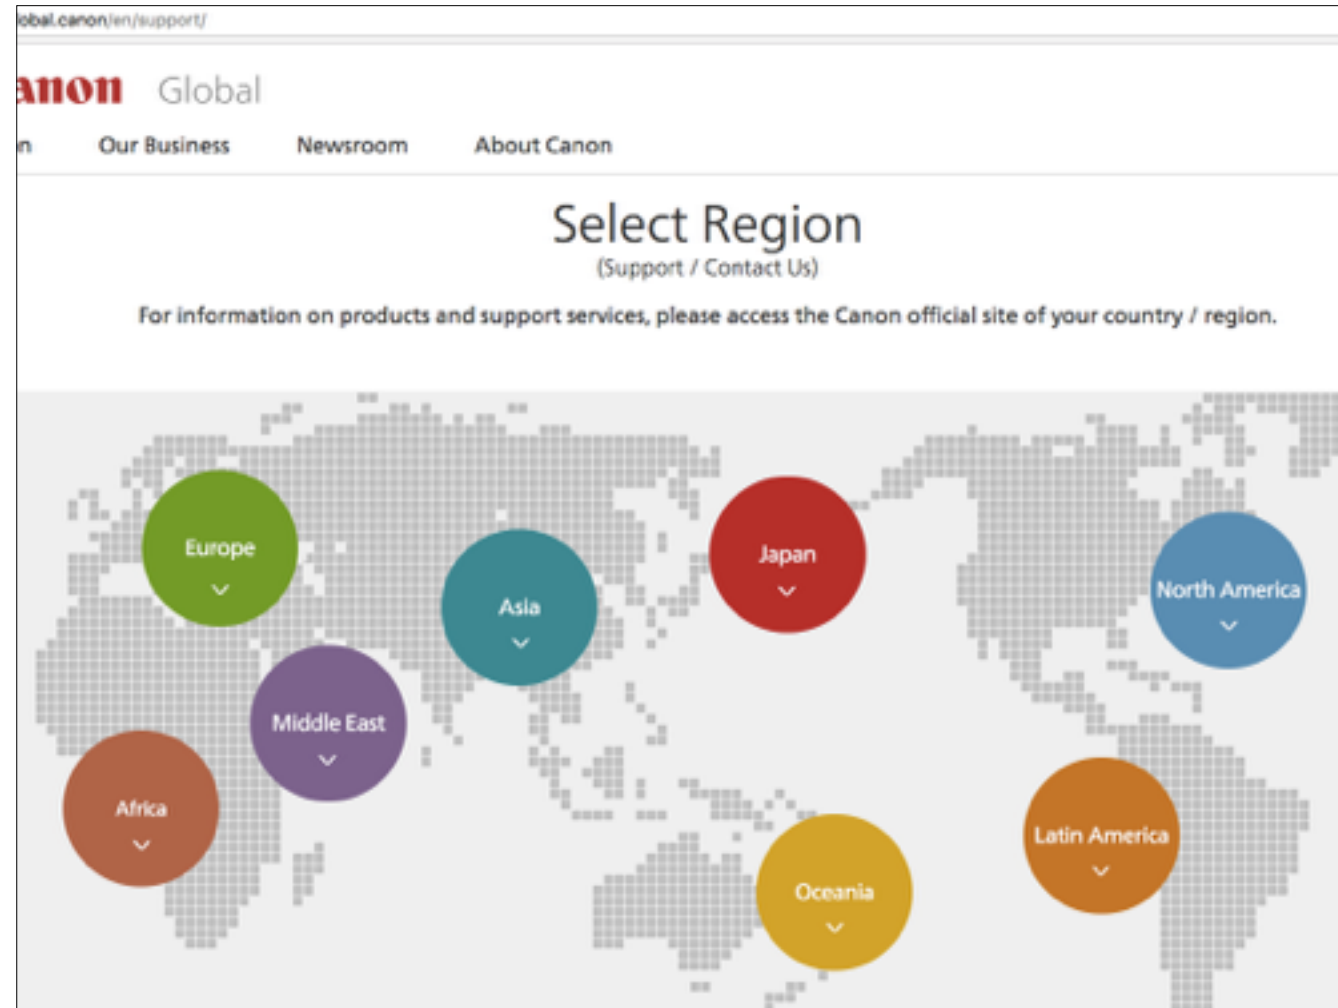 lobal.canon/en/support/
anon Global
n Our Business Newsroom About Canon
Select Region
(Support / Contact Us)
For information on products and support services, please access the Canon official site of your country / region.
Europe
Japan
Asia
North America
Middle East
Africa
Latin America
Oceania